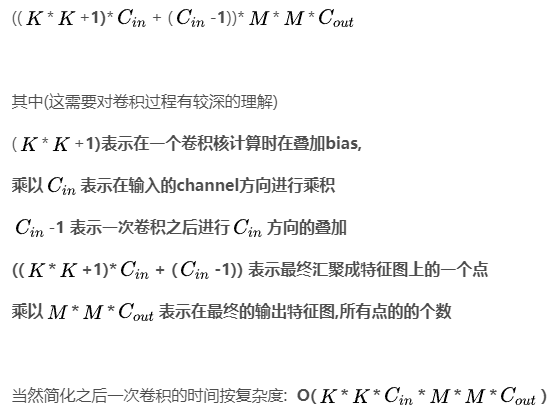 ((K*K+1)*C_in + (C_in -1))*M*M*C_out
其中(这需要对卷积过程有较深的理解)
(K*K+1)表示在一个卷积核计算时在叠加bias,
乘以C_in表示在输入的channel方向进行乘积
C_in -1 表示一次卷积之后进行C_in方向的叠加
((K*K+1)*C_in + (C_in -1)) 表示最终汇聚成特征图上的一个点
乘以M*M*C_out表示在最终的输出特征图,所有点的的个数
当然简化之后一次卷积的时间按复杂度: O(K*K*C_in*M*M*C_out)